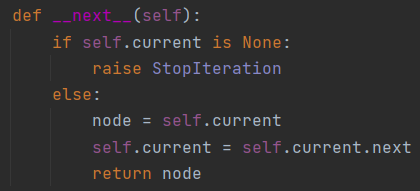 def __next__(self):
    if self.current is None:
        raise StopIteration
    else:
        node = self.current
        self.current = self.current.next
        return node